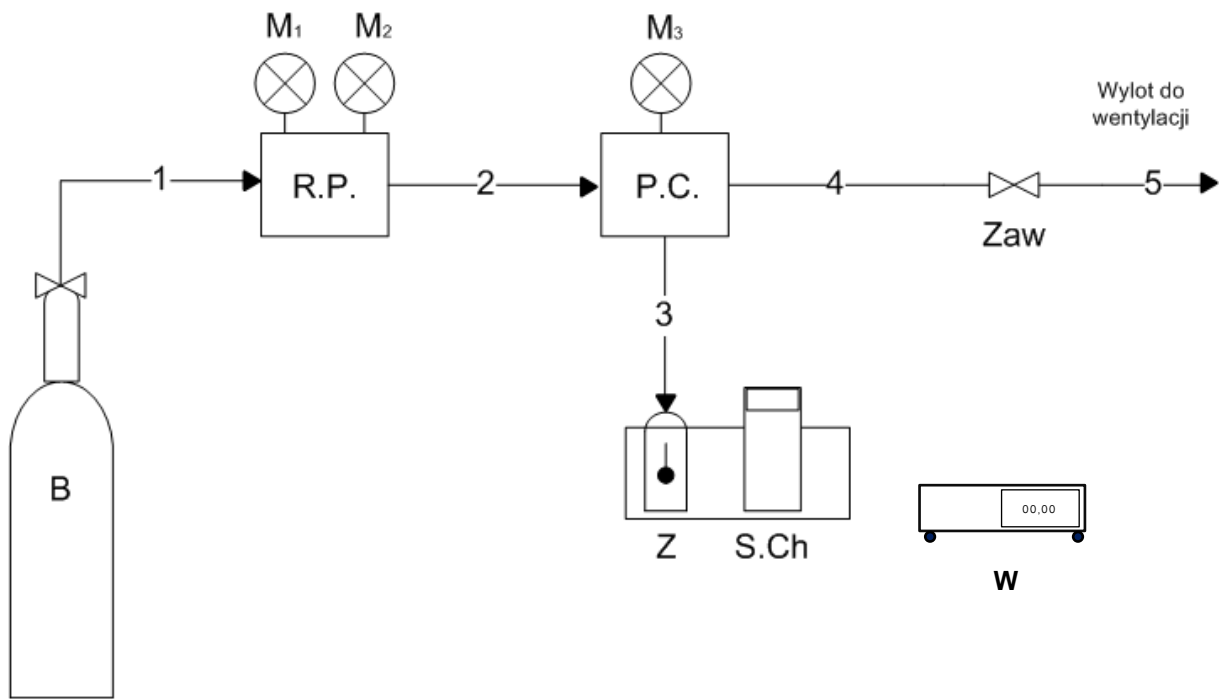 M₁
M₂
M₃
Wylot do
wentylacji
1
R.P.
2
P.C.
4
5
Zaw
3
B
00,00
Z
S.Ch
W